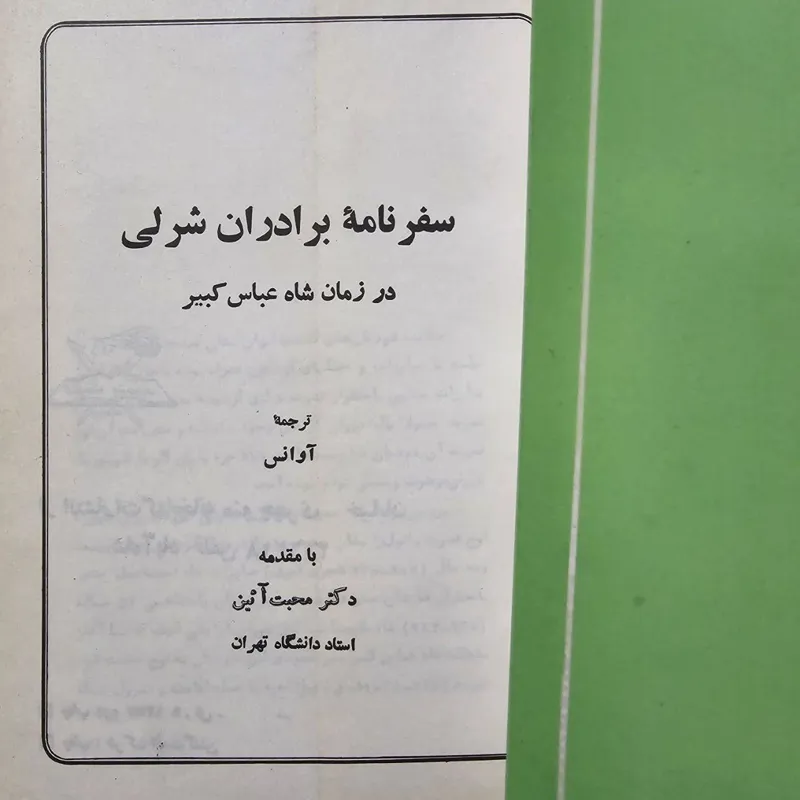 سفرنامهٔ برادران شرلی
در زمان شاه عباس کبیر
ترجمهٔ
آوانس
با مقدمه
دکتر محبت آئین
استاد دانشگاه تهران